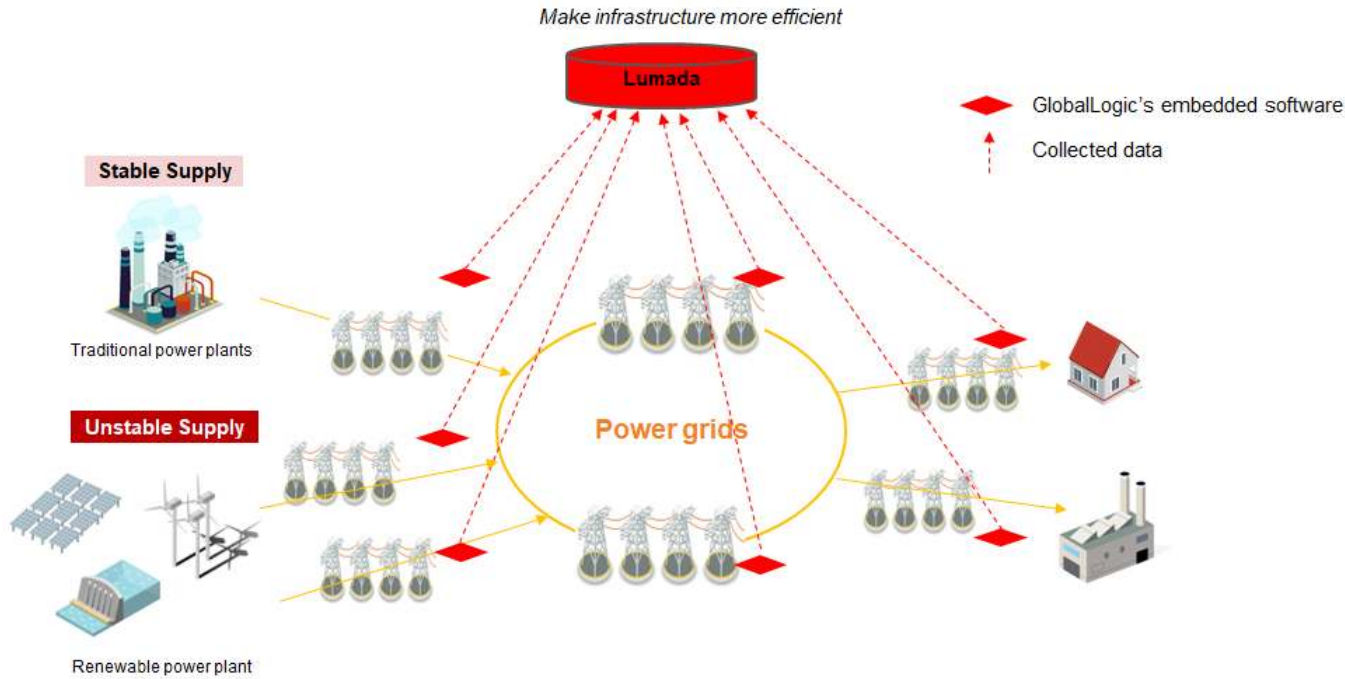 Make infrastructure more efficient
Lumada
GlobalLogic's embedded software
Collected data
Stable Supply
Traditional power plants
Unstable Supply
Power grids
Renewable power plant